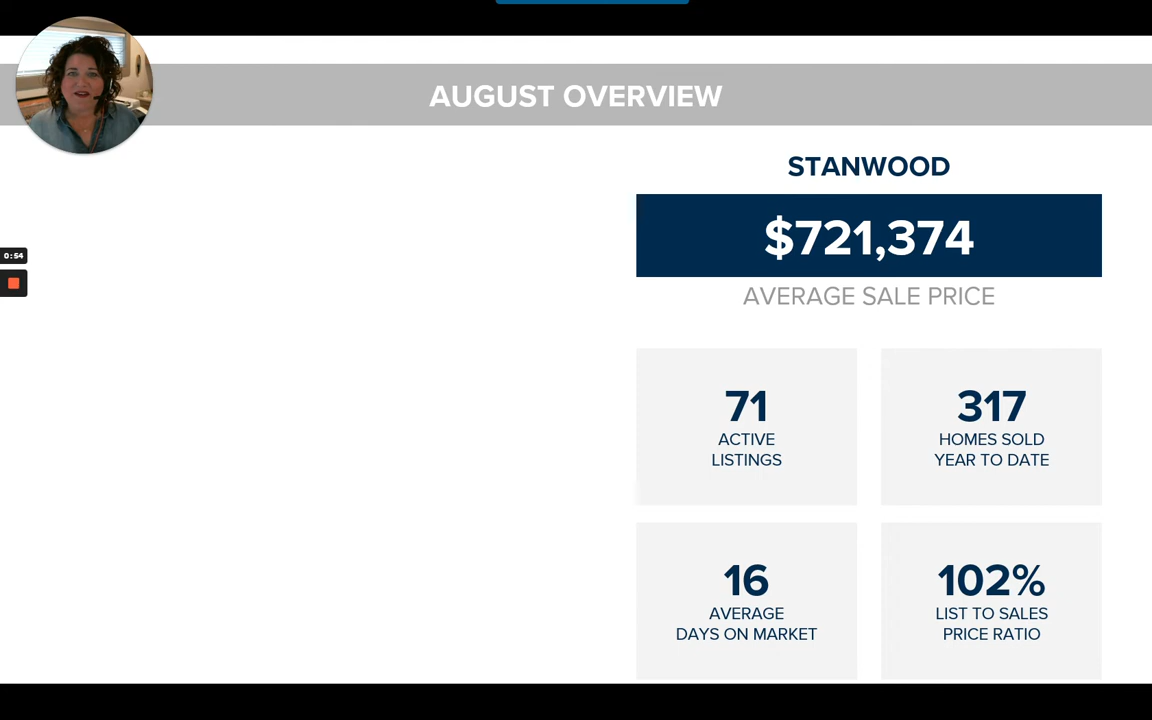 AUGUST OVERVIEW
STANWOOD
$721,374
AVERAGE SALE PRICE
0:54
71
ACTIVE
LISTINGS
317
HOMES SOLD
YEAR TO DATE
16
AVERAGE
DAYS ON MARKET
102%
LIST TO SALES
PRICE RATIO